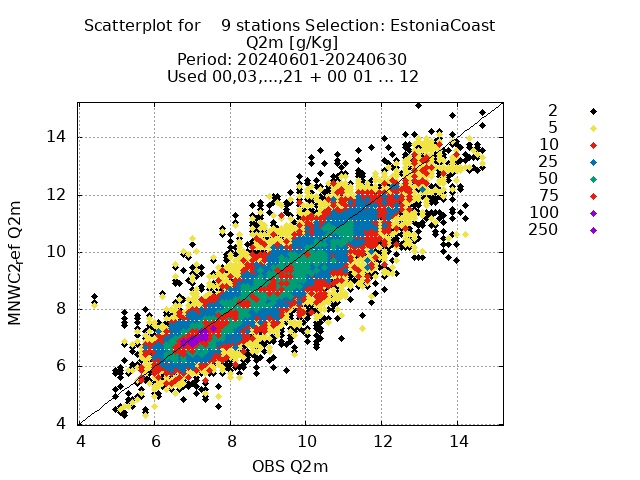 Scatterplot for    9 stations Selection: EstoniaCoast
Q2m [g/Kg]
Period: 20240601-20240630
Used 00,03,...,21 + 00 01 ... 12
2
5
10
25
50
75
100
250
14
12
10
8
6
4
4 6 8 10 12 14
OBS Q2m